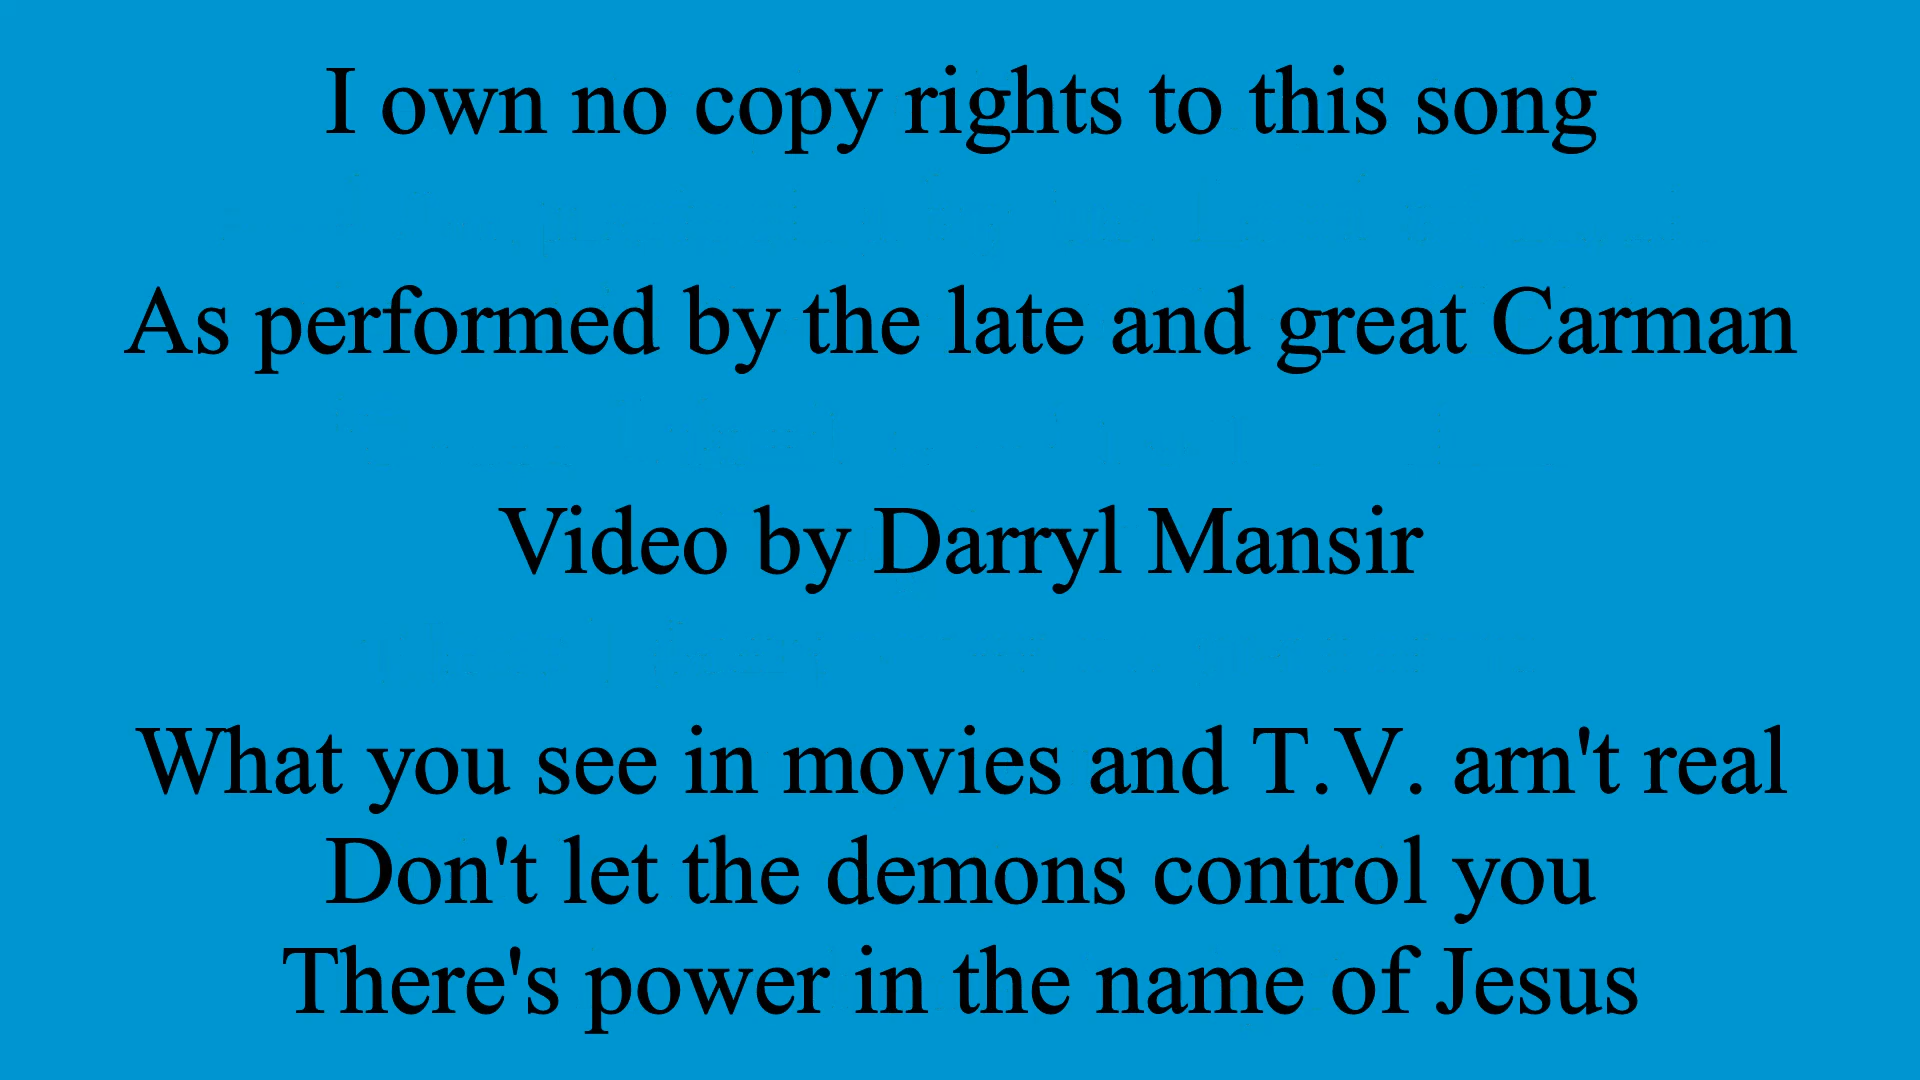 I own no copy rights to this song
As performed by the late and great Carman
Video by Darryl Mansir
What you see in movies and T.V. arn't real
Don't let the demons control you
There's power in the name of Jesus